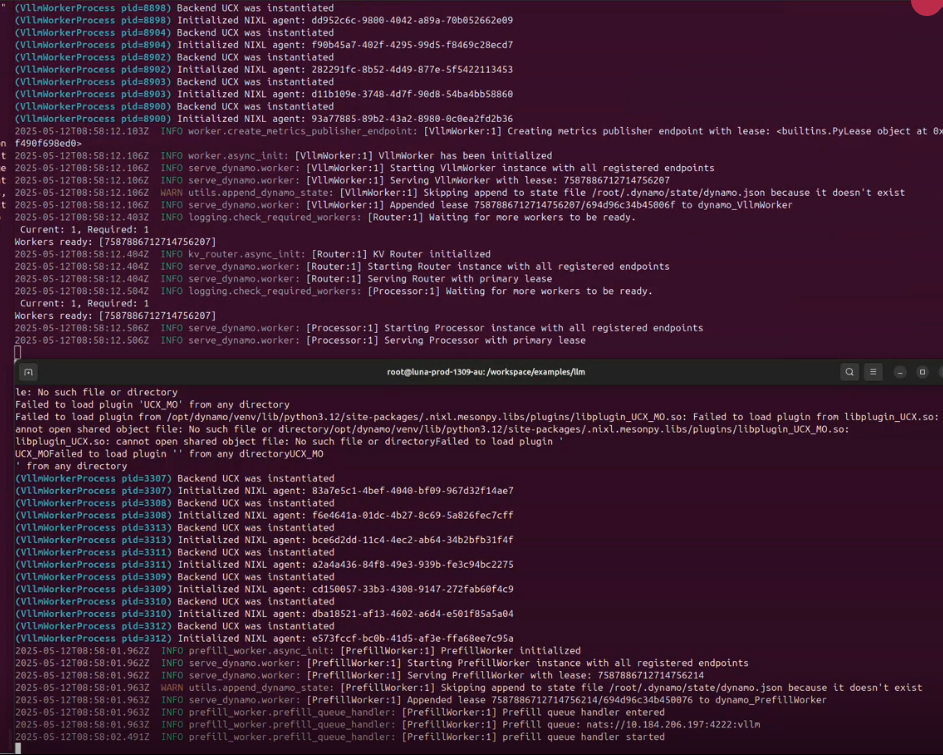 " (VllmWorkerProcess pid=8898) Backend UCX was instantiated
(VllmWorkerProcess pid=8898) Initialized NIXL agent: dd952c6c-9800-4042-a89a-70b052662e09
(VllmWorkerProcess pid=8904) Backend UCX was instantiated
(VllmWorkerProcess pid=8904) Initialized NIXL agent: f90b45a7-402f-4295-99d5-f8469c28ecd7
(VllmWorkerProcess pid=8902) Backend UCX was instantiated
(VllmWorkerProcess pid=8902) Initialized NIXL agent: 282291fc-8b52-4d49-877e-5f5422113453
(VllmWorkerProcess pid=8903) Backend UCX was instantiated
(VllmWorkerProcess pid=8903) Initialized NIXL agent: d11b109e-3748-4d7f-90d8-54ba4bb58860
(VllmWorkerProcess pid=8900) Backend UCX was instantiated
(VllmWorkerProcess pid=8900) Initialized NIXL agent: 93a77885-89b2-43a2-8980-0c0ea2fd2b36
2025-05-12T08:58:12.103Z INFO worker.create_metrics_publisher_endpoint: [VllmWorker:1] Creating metrics publisher endpoint with lease: <builtins.PyLease object at 0x
n f490f698ed0>
t 2025-05-12T08:58:12.106Z INFO worker.async_init: [VllmWorker:1] VllmWorker has been initialized
e 2025-05-12T08:58:12.106Z INFO serve_dynamo.worker: [VllmWorker:1] Starting VllmWorker instance with all registered endpoints
nt 2025-05-12T08:58:12.106Z INFO serve_dynamo.worker: [VllmWorker:1] Serving VllmWorker with lease: 7587886712714756207
, 2025-05-12T08:58:12.106Z WARN utils.append_dynamo_state: [VllmWorker:1] Skipping append to state file /root/.dynamo/state/dynamo.json because it doesn't exist
t 2025-05-12T08:58:12.106Z INFO serve_dynamo.worker: [VllmWorker:1] Appended lease 7587886712714756207/694d96c34b45006f to dynamo_VllmWorker
2025-05-12T08:58:12.403Z INFO logging.check_required_workers: [Router:1] Waiting for more workers to be ready.
Current: 1, Required: 1
Workers ready: [7587886712714756207]
2025-05-12T08:58:12.404Z INFO kv_router.async_init: [Router:1] KV Router initialized
2025-05-12T08:58:12.404Z INFO serve_dynamo.worker: [Router:1] Starting Router instance with all registered endpoints
2025-05-12T08:58:12.404Z INFO serve_dynamo.worker: [Router:1] Serving Router with primary lease
2025-05-12T08:58:12.504Z INFO logging.check_required_workers: [Processor:1] Waiting for more workers to be ready.
Current: 1, Required: 1
Workers ready: [7587886712714756207]
2025-05-12T08:58:12.506Z INFO serve_dynamo.worker: [Processor:1] Starting Processor instance with all registered endpoints
2025-05-12T08:58:12.506Z INFO serve_dynamo.worker: [Processor:1] Serving Processor with primary lease
root@luna-prod-1309-au: /workspace/examples/llm
le: No such file or directory
Failed to load plugin 'UCX_MO' from any directory
Failed to load plugin from /opt/dynamo/venv/lib/python3.12/site-packages/.nixl.mesonpy.libs/plugins/libplugin_UCX_MO.so: Failed to load plugin from libplugin_UCX.so:
annot open shared object file: No such file or directory/opt/dynamo/venv/lib/python3.12/site-packages/.nixl.mesonpy.libs/plugins/libplugin_UCX_MO.so:
libplugin_UCX.so: cannot open shared object file: No such file or directoryFailed to load plugin '
UCX_MOFailed to load plugin '' from any directoryUCX_MO
' from any directory
(VllmWorkerProcess pid=3307) Backend UCX was instantiated
(VllmWorkerProcess pid=3307) Initialized NIXL agent: 83a7e5c1-4bef-4040-bf09-967d32f14ae7
(VllmWorkerProcess pid=3308) Backend UCX was instantiated
(VllmWorkerProcess pid=3308) Initialized NIXL agent: f6e4641a-01dc-4b27-8c69-5a826fec7cff
(VllmWorkerProcess pid=3313) Backend UCX was instantiated
(VllmWorkerProcess pid=3313) Initialized NIXL agent: bce6d2dd-11c4-4ec2-ab64-34b2bfb31f4f
(VllmWorkerProcess pid=3311) Backend UCX was instantiated
(VllmWorkerProcess pid=3311) Initialized NIXL agent: a2a4a436-84f8-49e3-939b-fe3c94bc2275
(VllmWorkerProcess pid=3309) Backend UCX was instantiated
(VllmWorkerProcess pid=3309) Initialized NIXL agent: cd150057-33b3-4308-9147-272fab60f4c9
(VllmWorkerProcess pid=3310) Backend UCX was instantiated
(VllmWorkerProcess pid=3310) Initialized NIXL agent: dba18521-af13-4602-a6d4-e501f85a5a04
(VllmWorkerProcess pid=3312) Backend UCX was instantiated
(VllmWorkerProcess pid=3312) Initialized NIXL agent: e573fccf-bc0b-41d5-af3e-ffa68ee7c95a
2025-05-12T08:58:01.962Z INFO prefill_worker.async_init: [PrefillWorker:1] PrefillWorker initialized
2025-05-12T08:58:01.962Z INFO serve_dynamo.worker: [PrefillWorker:1] Starting PrefillWorker instance with all registered endpoints
2025-05-12T08:58:01.963Z INFO serve_dynamo.worker: [PrefillWorker:1] Serving PrefillWorker with lease: 7587886712714756214
2025-05-12T08:58:01.963Z WARN utils.append_dynamo_state: [PrefillWorker:1] Skipping append to state file /root/.dynamo/state/dynamo.json because it doesn't exist
2025-05-12T08:58:01.963Z INFO serve_dynamo.worker: [PrefillWorker:1] Appended lease 7587886712714756214/694d96c34b450076 to dynamo_PrefillWorker
2025-05-12T08:58:01.963Z INFO prefill_worker.prefill_queue_handler: [PrefillWorker:1] Prefill queue handler entered
2025-05-12T08:58:01.963Z INFO prefill_worker.prefill_queue_handler: [PrefillWorker:1] Prefill queue: nats://10.184.206.197:4222:vllm
2025-05-12T08:58:02.491Z INFO prefill_worker.prefill_queue_handler: [PrefillWorker:1] prefill queue handler started